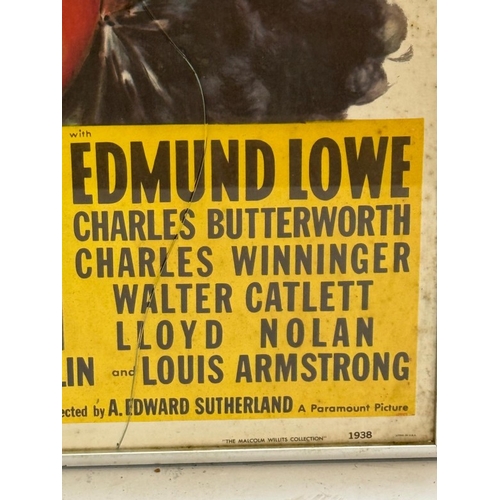 with
EDMUND LOWE
CHARLES BUTTERWORTH
CHARLES WINNINGER
WALTER CATLETT
LLOYD NOLAN
LIN and LOUIS ARMSTRONG
ected by A. EDWARD SUTHERLAND A Paramount Picture
"THE MALCOLM WILLITS COLLECTION" 1938